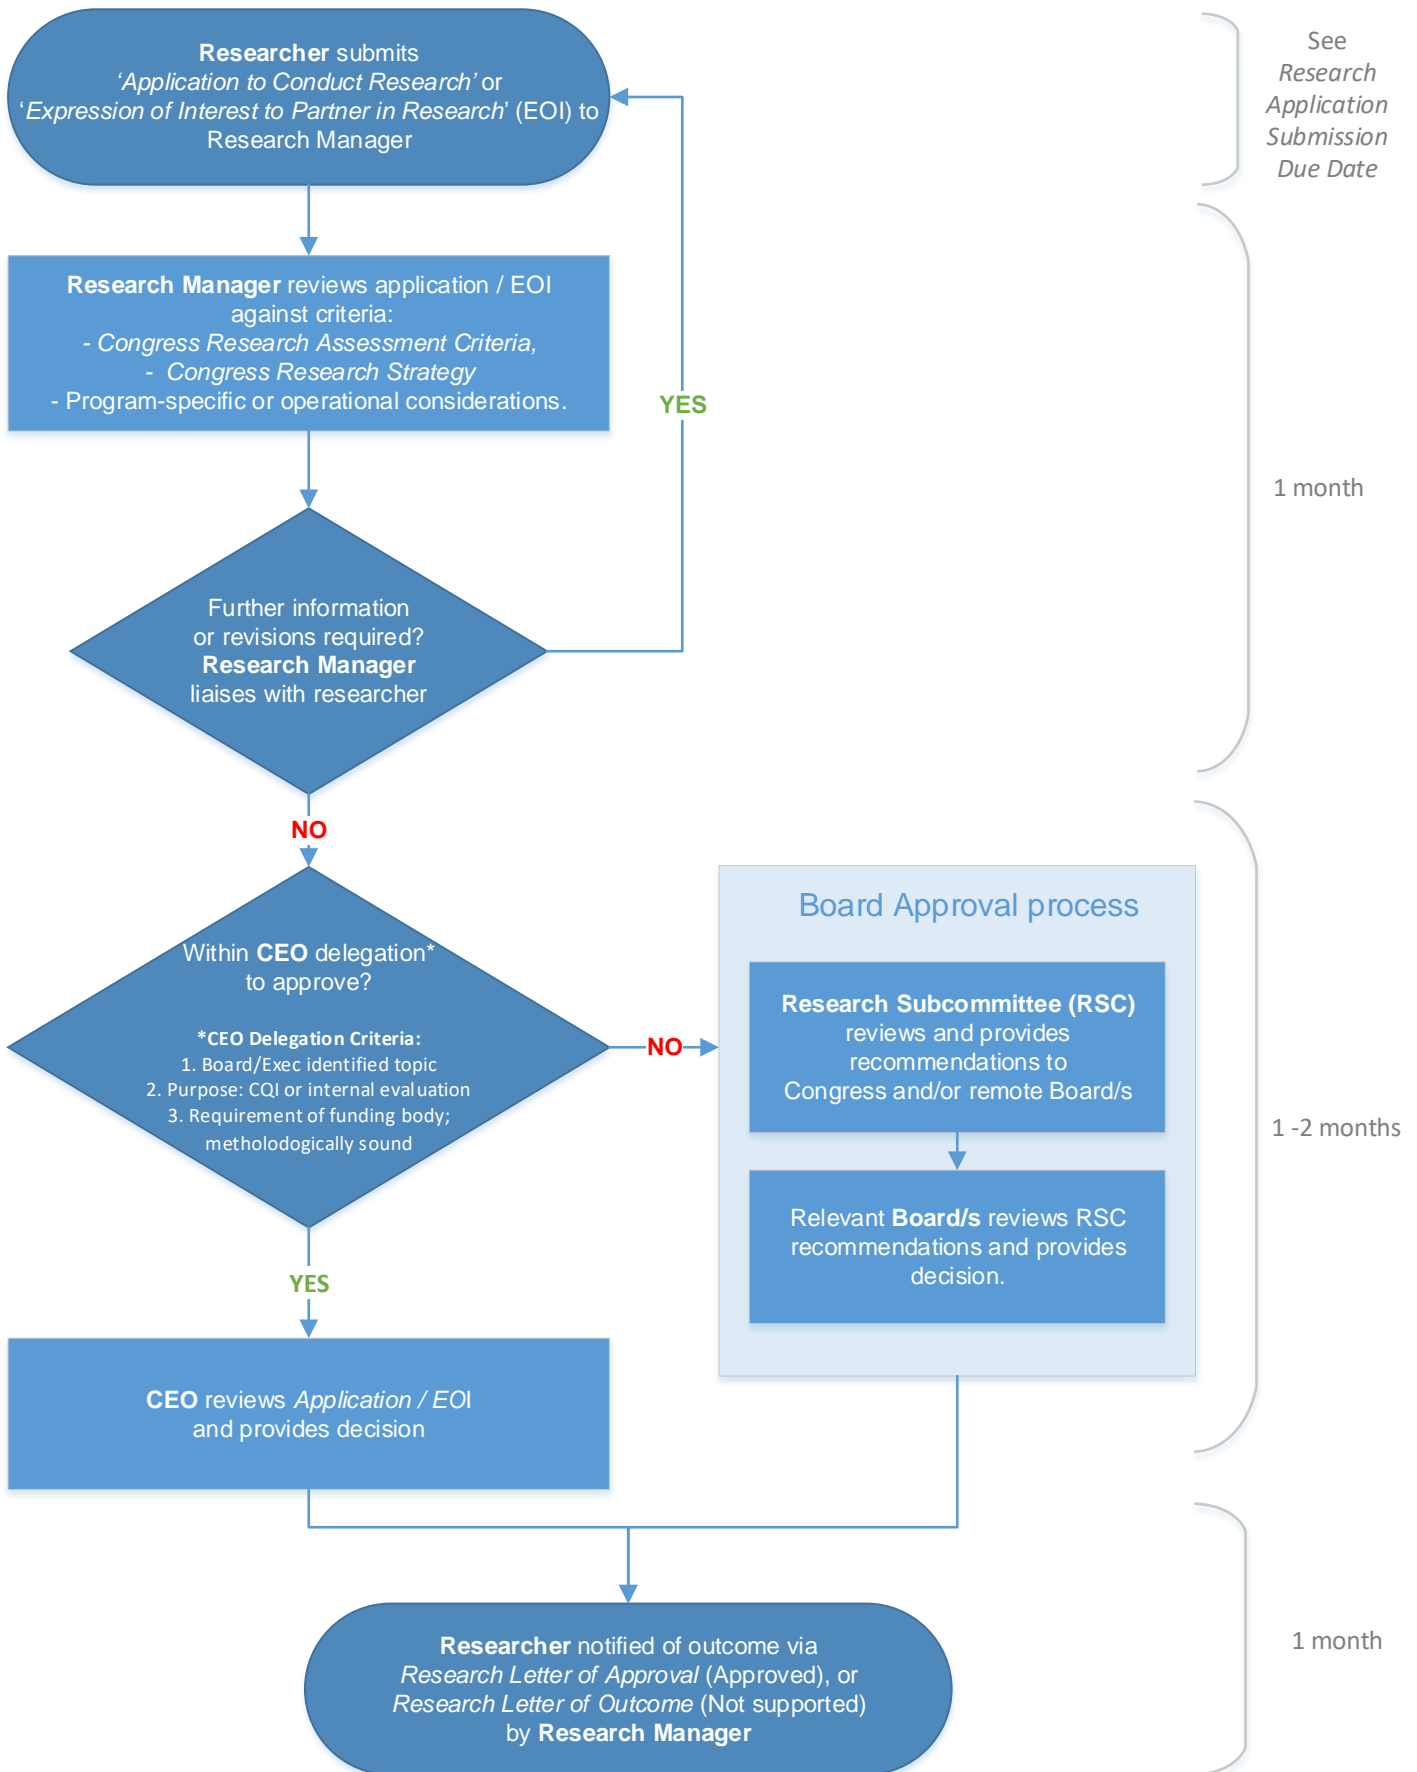 Researcher submits
‘Application to Conduct Research’ or
‘Expression of Interest to Partner in Research’ (EOI) to
Research Manager
See
Research
Application
Submission
Due Date
Research Manager reviews application / EOI
against criteria:
- Congress Research Assessment Criteria,
- Congress Research Strategy
- Program-specific or operational considerations.
YES
1 month
Further information
or revisions required?
Research Manager
liaises with researcher
NO
Within CEO delegation*
to approve?
*CEO Delegation Criteria:
1. Board/Exec identified topic
2. Purpose: CQI or internal evaluation
3. Requirement of funding body;
metholodogically sound
NO
Board Approval process
Research Subcommittee (RSC)
reviews and provides
recommendations to
Congress and/or remote Board/s
Relevant Board/s reviews RSC
recommendations and provides
decision.
1 -2 months
YES
CEO reviews Application / EOI
and provides decision
Researcher notified of outcome via
Research Letter of Approval (Approved), or
Research Letter of Outcome (Not supported)
by Research Manager
1 month